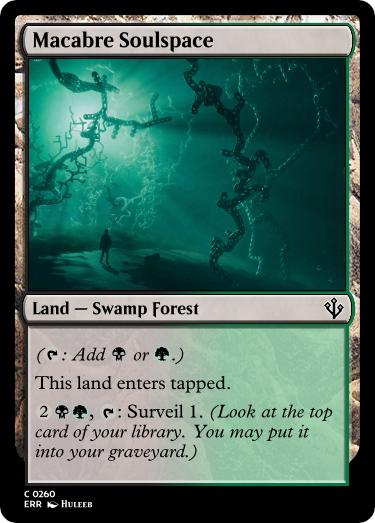 Macabre Soulspace
Land — Swamp Forest
(: Add or .)
This land enters tapped.
2 , : Surveil 1. (Look at the top
card of your library. You may put it
into your graveyard.)
C 0260
ERR Huleeb